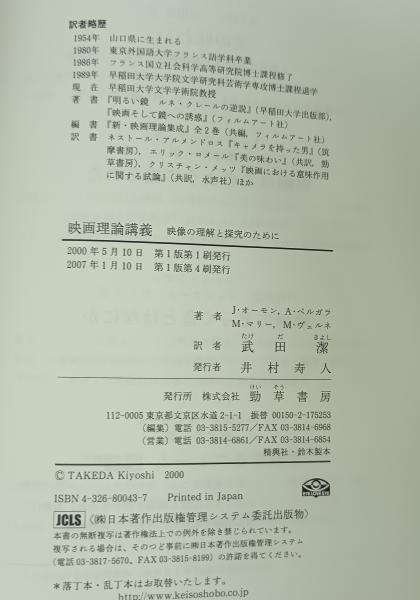 訳者略歴
1954年 山口県に生まれる
1980年 東京外国語大学フランス語学科卒業
1986年 フランス国立社会科学高等研究院博士課程修了
1989年 早稲田大学大学院文学研究科芸術学専攻博士課程退学
現 在 早稲田大学文学学術院教授
著 書 『明るい鏡 ルネ・クレールの逆説』(早稲田大学出版部),
『映画そして鏡への誘惑』(フィルムアート社)
編 書 『新・映画理論集成』全2巻(共編,フィルムアート社)
訳 書 ネストール・アルメンドロス『キャメラを持った男』(筑
摩書房),エリック・ロメール『美の味わい』(共訳,勁
草書房),クリスチャン・メッツ『映画における意味作用
に関する試論』(共訳,水声社)ほか
映画理論講義 映像の理解と探究のために
2000年5月10日 第1版第1刷発行
2007年1月10日 第1版第4刷発行
著 者 J・オーモン,A・ベルガラ
M・マリー,M・ヴェルネ
たけ だ きよし
訳 者 武 田 潔
発行者 井 村 寿 人
けい そう
発行所 株式会社 勁 草 書 房
112-0005 東京都文京区水道2-1-1 振替 00150-2-175253
(編集) 電話 03-3815-5277/FAX 03-3814-6968
(営業) 電話 03-3814-6861/FAX 03-3814-6854
精興社・鈴木製本
© TAKEDA Kiyoshi 2000
ISBN 4-326-80043-7 Printed in Japan
JCLS 〈㈱日本著作出版権管理システム委託出版物〉
本書の無断複写は著作権法上での例外を除き禁じられています。
複写される場合は、そのつど事前に㈱日本著作出版権管理システム
(電話 03-3817-5670、FAX 03-3815-8199)の許諾を得てください。
*落丁本・乱丁本はお取替いたします。
http://www.keisoshobo.co.jp